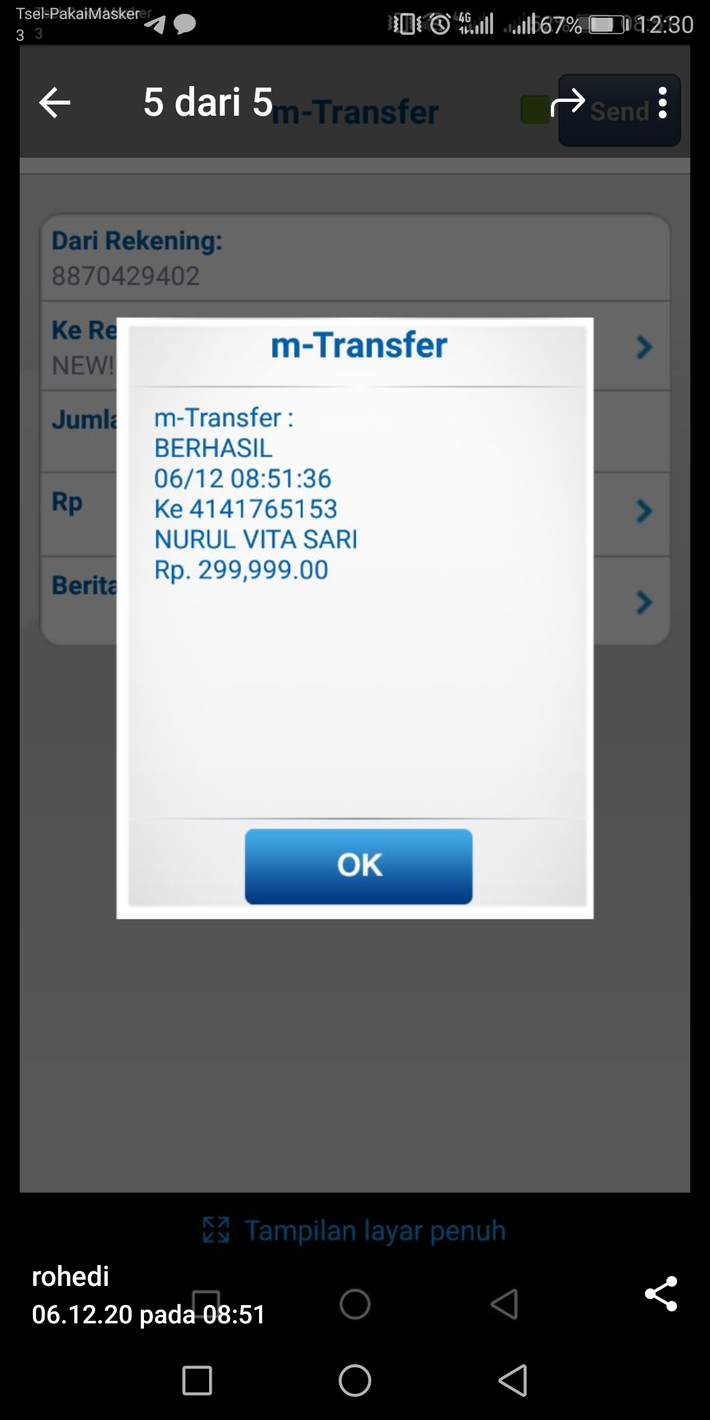 Tsel-PakaiMasker
3
4G
67%
12:30
5 dari 5
m-Transfer
Send
Dari Rekening:
8870429402
Ke Re
NEW!
Jumla
Rp
Berita
m-Transfer
m-Transfer :
BERHASIL
06/12 08:51:36
Ke 4141765153
NURUL VITA SARI
Rp. 299,999.00
OK
Tampilan layar penuh
rohedi
06.12.20 pada 08:51